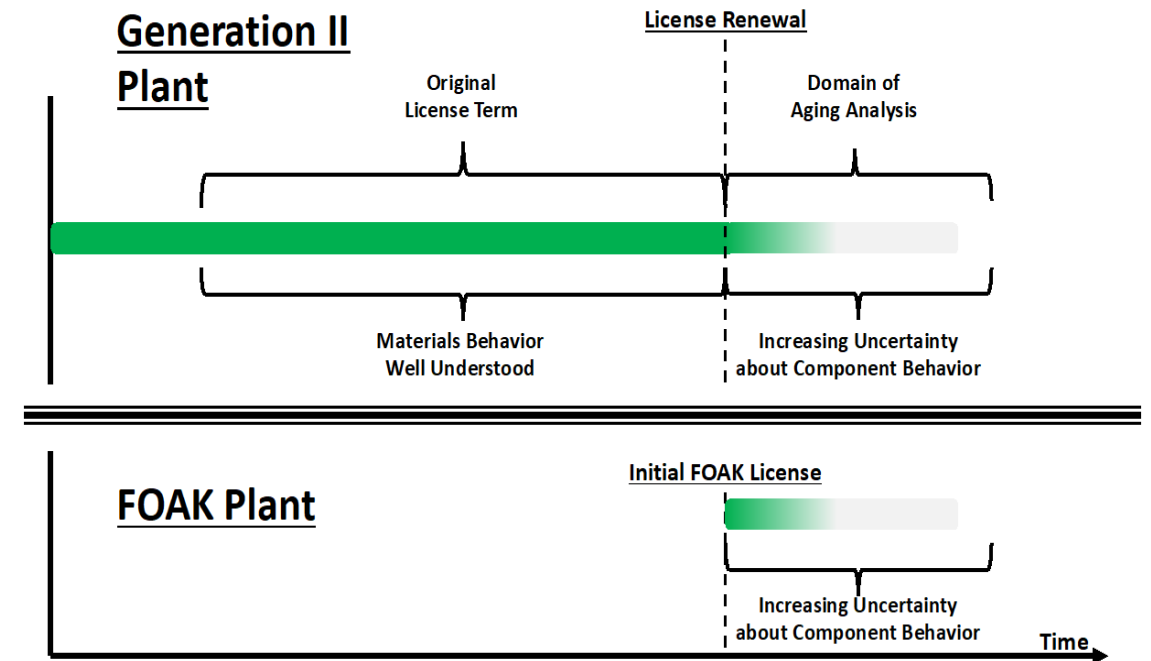 Generation II
Plant
License Renewal
Original
License Term
Domain of
Aging Analysis
Materials Behavior
Well Understood
Increasing Uncertainty
about Component Behavior
FOAK Plant
Initial FOAK License
Increasing Uncertainty
about Component Behavior
Time